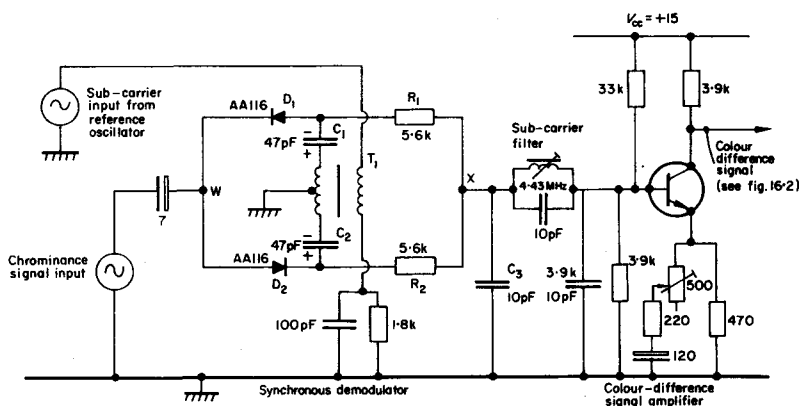 Vcc = +15
33k
3·9k
Sub-carrier
input from
reference
oscillator
AA116
D1
R1
5·6k
C1
47pF
−
+
T1
Sub-carrier
filter
4·43MHz
10pF
Colour
difference
signal
(see fig.16·2)
W
X
7
Chrominance
signal input
47pF
−
+
C2
AA116
D2
5·6k
R2
C3
10pF
3·9k
10pF
3·9k
500
220
470
120
100pF
1·8k
Synchronous demodulator
Colour-difference
signal amplifier